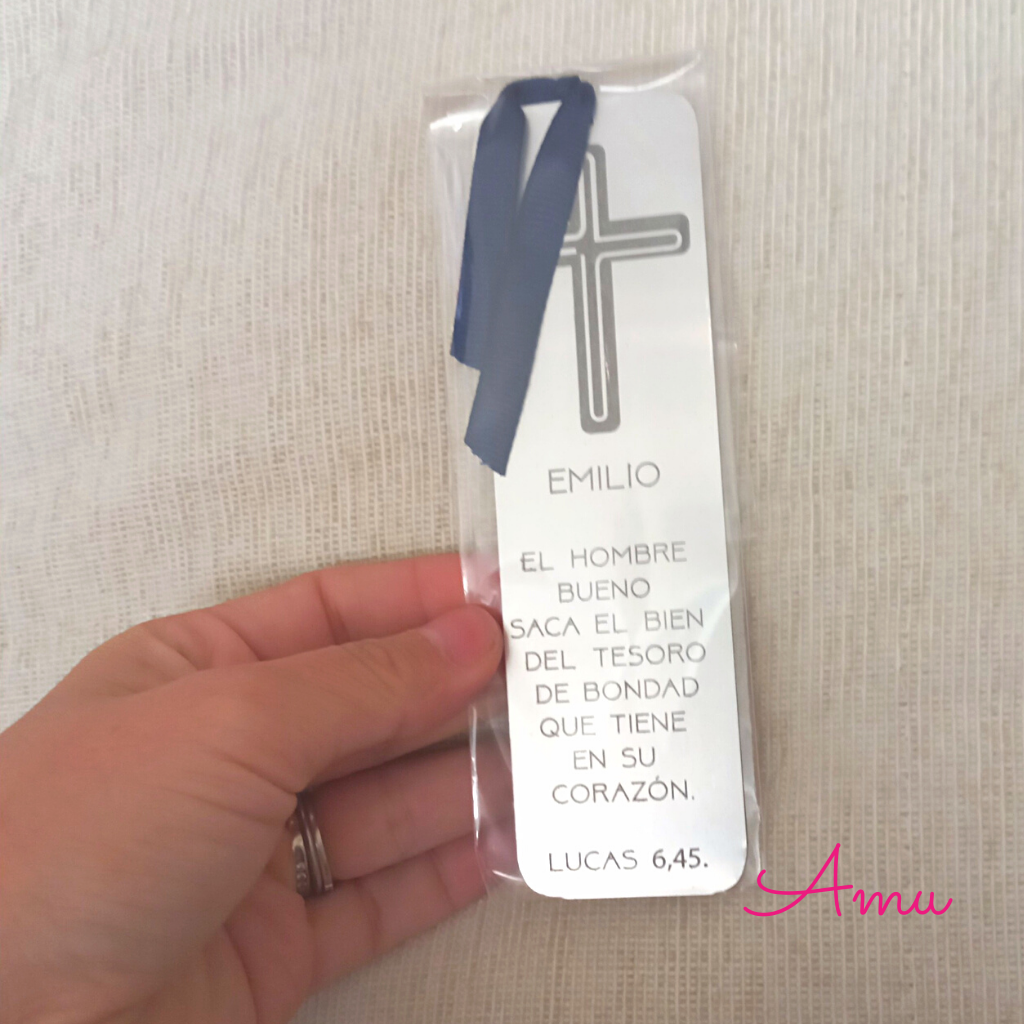 EMILIO
EL HOMBRE
BUENO
SACA EL BIEN
DEL TESORO
DE BONDAD
QUE TIENE
EN SU
CORAZÓN.
LUCAS 6,45.
Amu